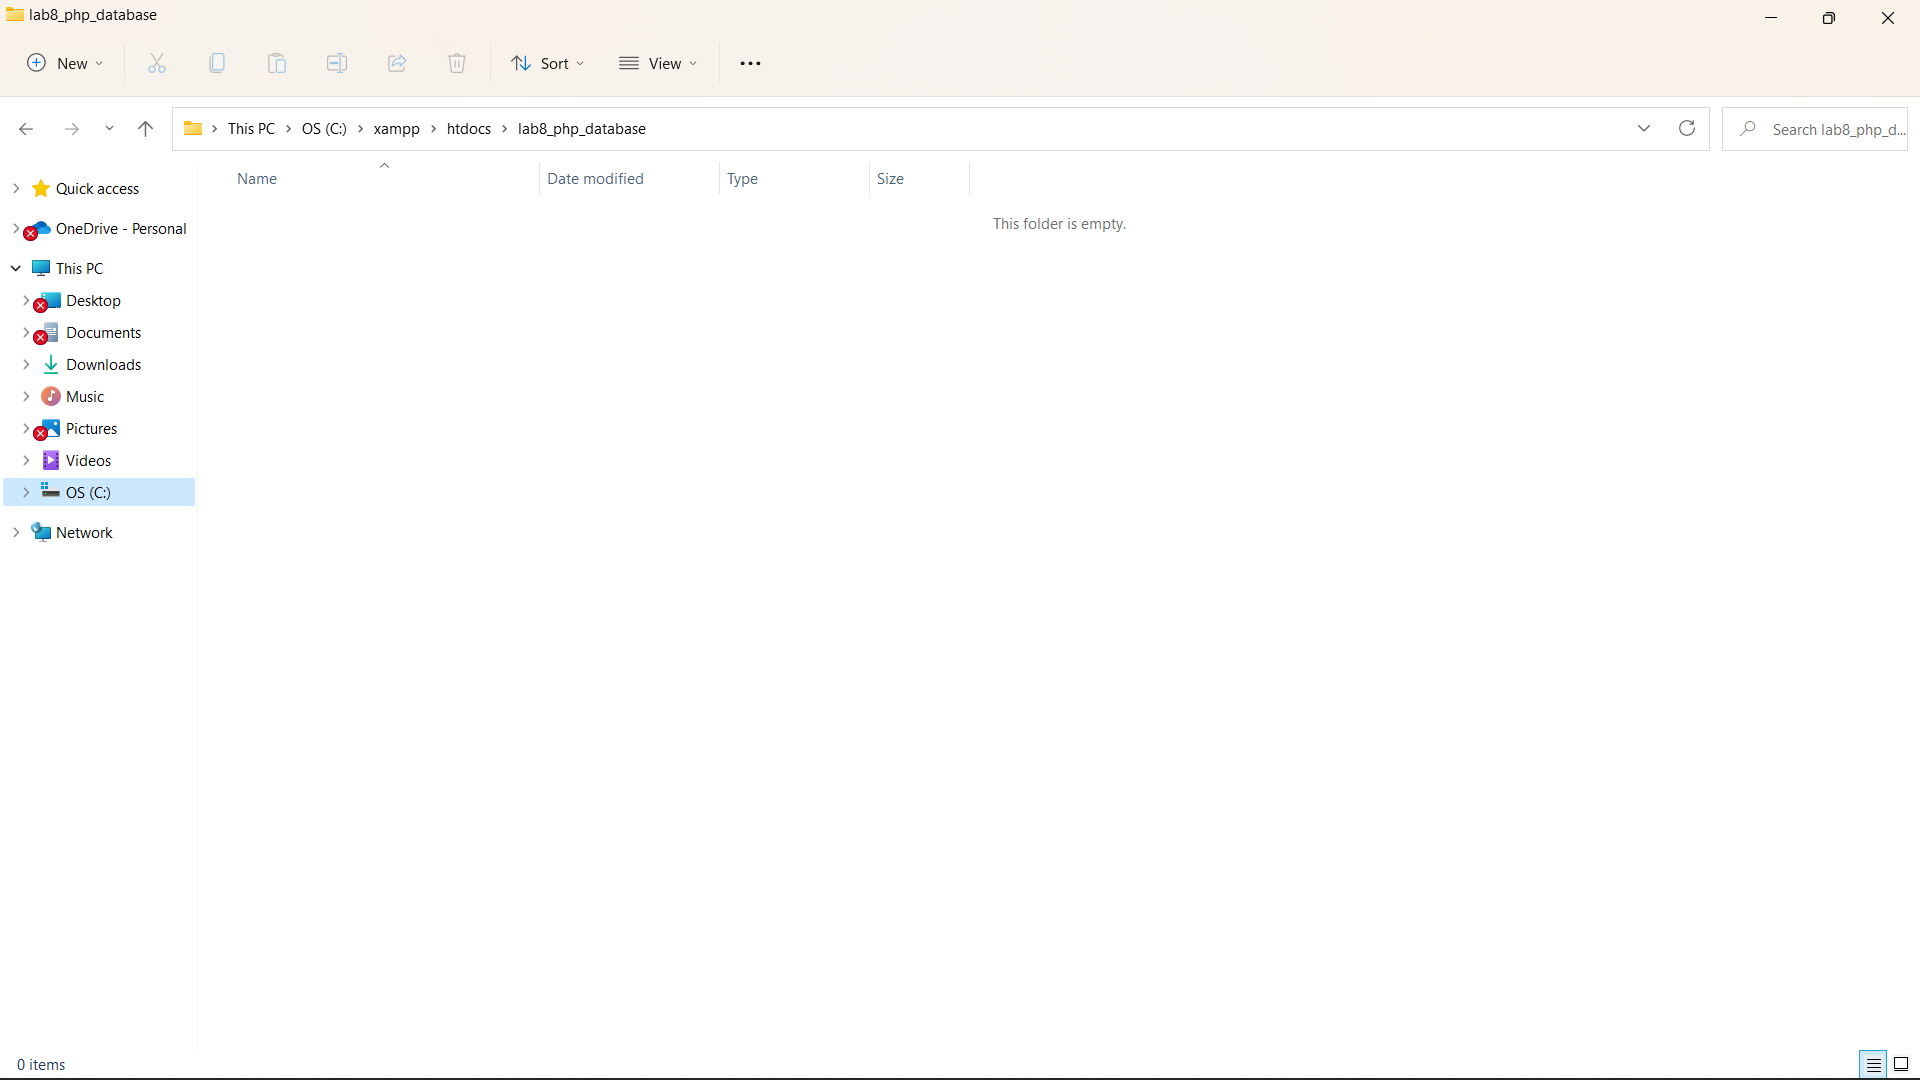 lab8_php_database
New
Sort
View
This PC
OS (C:)
xampp
htdocs
lab8_php_database
Search lab8_php_d...
Name
Date modified
Type
Size
This folder is empty.
Quick access
OneDrive - Personal
This PC
Desktop
Documents
Downloads
Music
Pictures
Videos
OS (C:)
Network
0 items